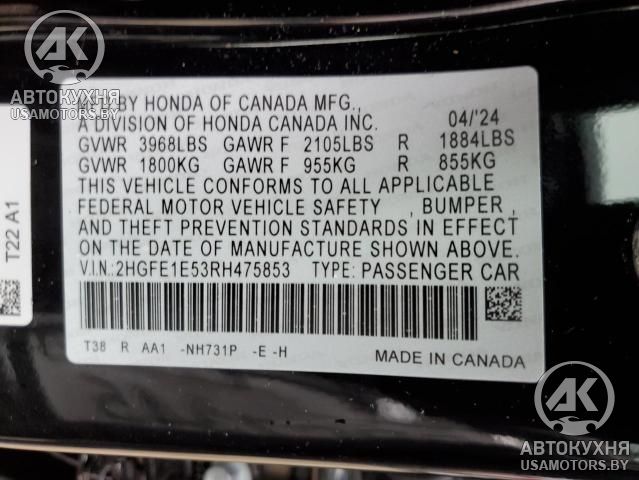 AK
АВТОКУХНЯ
USAMOTORS.BY
MFD. BY HONDA OF CANADA MFG.,
A DIVISION OF HONDA CANADA INC. 04/'24
GVWR 3968LBS GAWR F 2105LBS R 1884LBS
GVWR 1800KG GAWR F 955KG R 855KG
THIS VEHICLE CONFORMS TO ALL APPLICABLE
FEDERAL MOTOR VEHICLE SAFETY , BUMPER,
AND THEFT PREVENTION STANDARDS IN EFFECT
ON THE DATE OF MANUFACTURE SHOWN ABOVE.
V.I.N.:2HGFE1E53RH475853 TYPE: PASSENGER CAR
T38 R AA1 -NH731P -E -H MADE IN CANADA
T22 A1
AK
АВТОКУХНЯ
USAMOTORS.BY